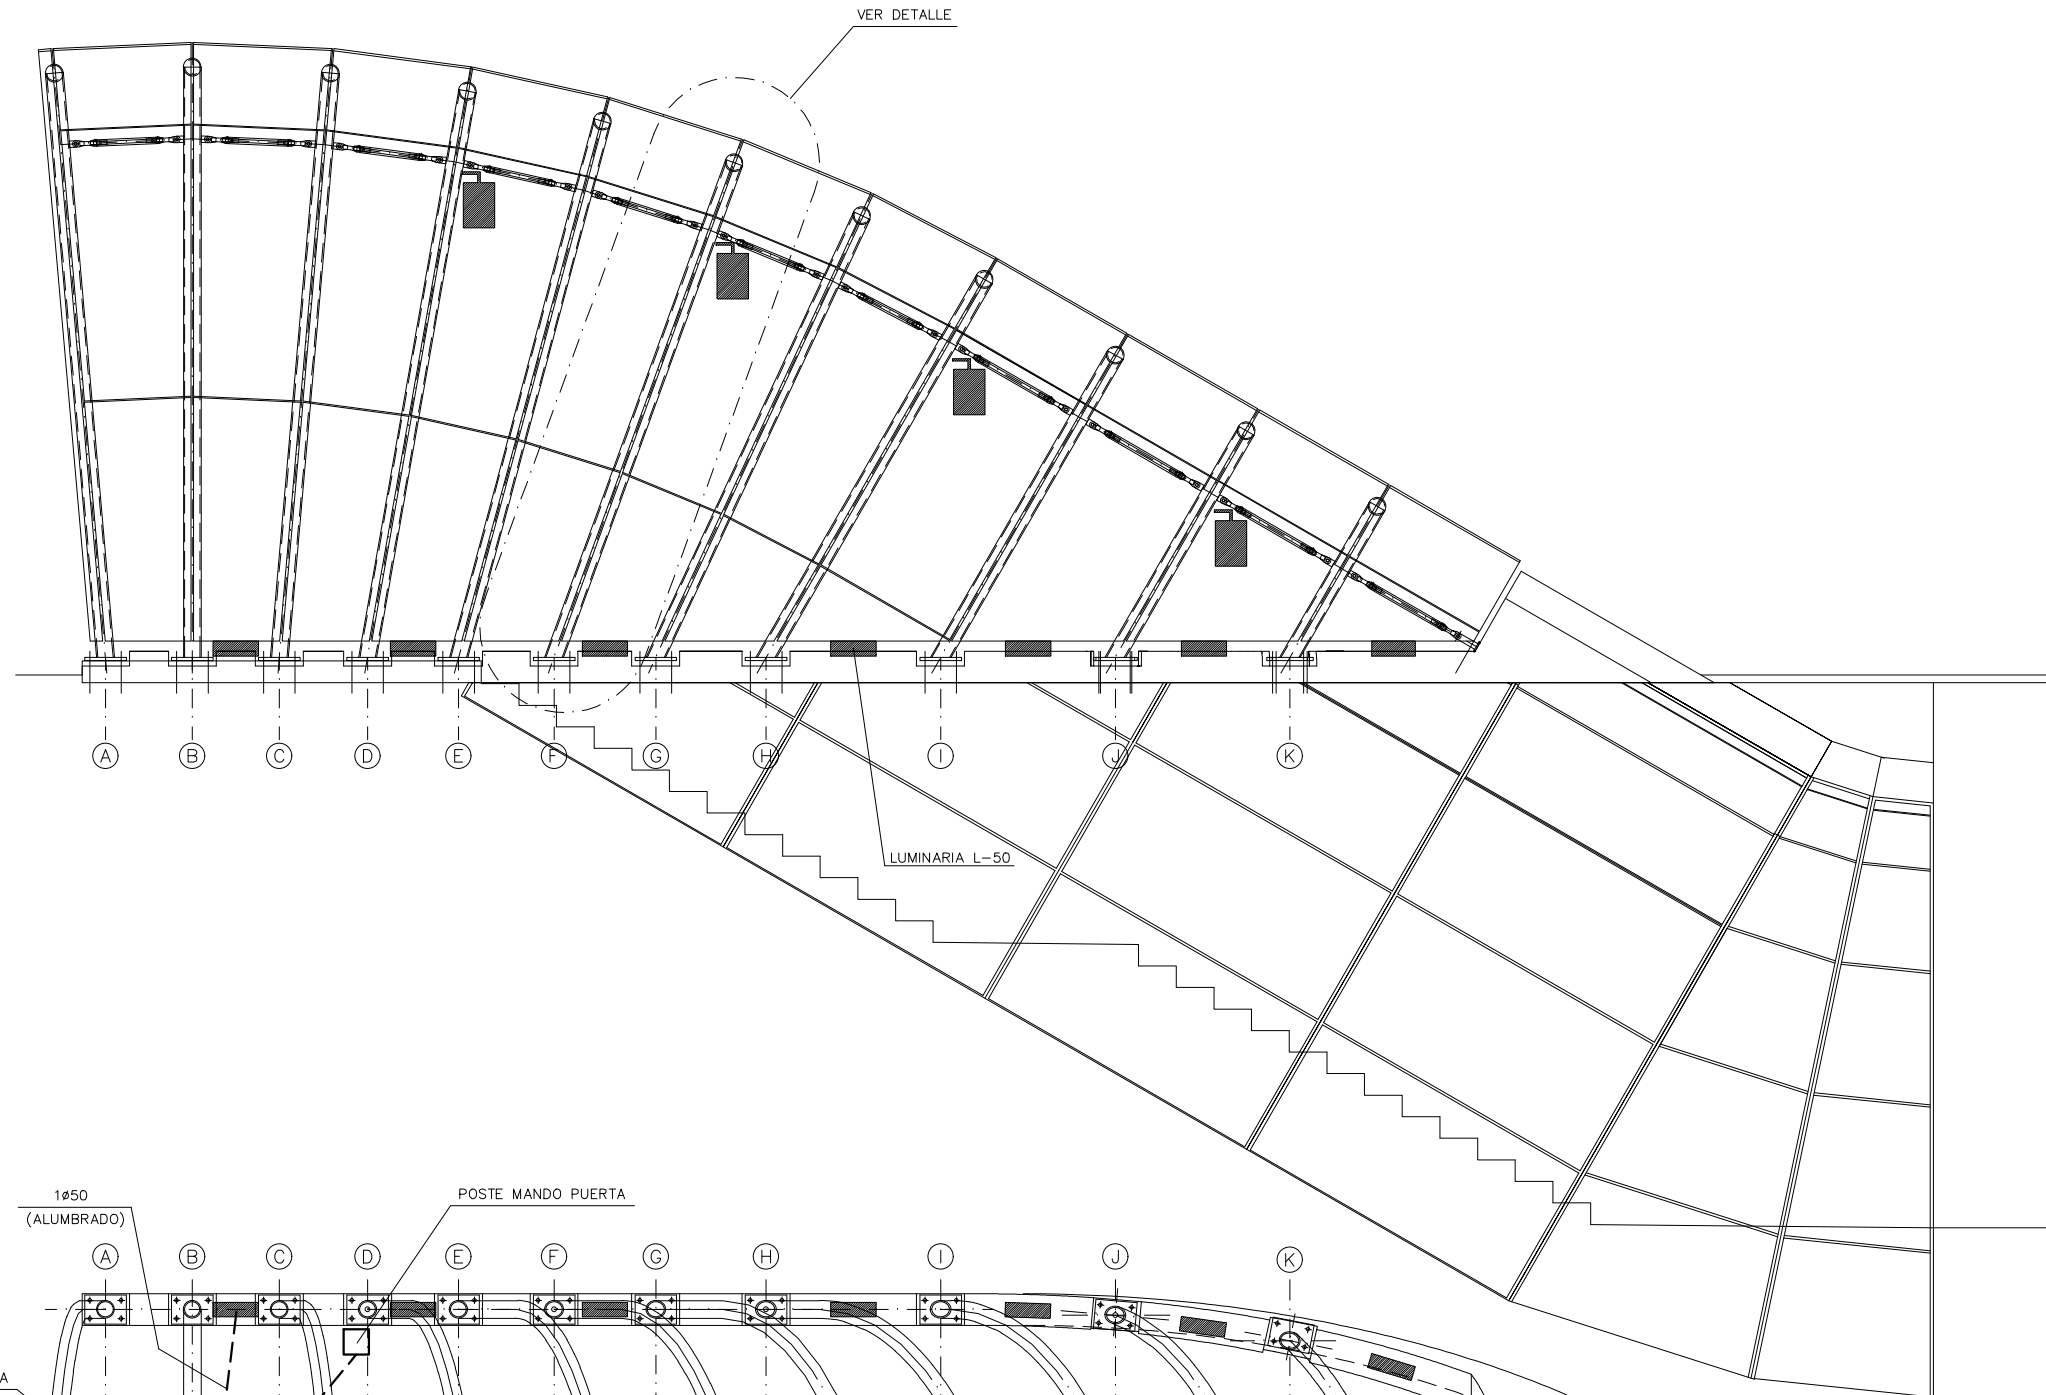 VER DETALLE
A
B
C
D
E
F
G
H
I
J
K
LUMINARIA L-50
1ø50
(ALUMBRADO)
POSTE MANDO PUERTA
A
B
C
D
E
F
G
H
I
J
K
A